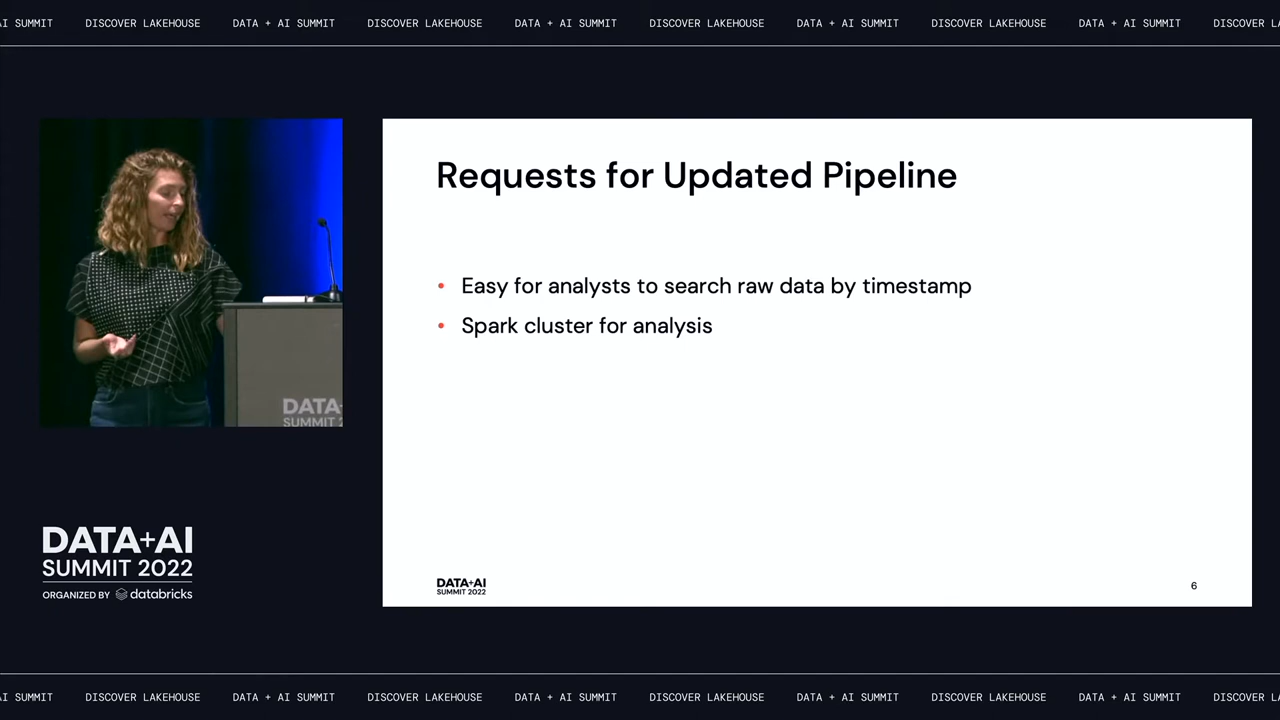 AI SUMMIT DISCOVER LAKEHOUSE DATA + AI SUMMIT DISCOVER LAKEHOUSE DATA + AI SUMMIT DISCOVER LAKEHOUSE DATA + AI SUMMIT DISCOVER LAKEHOUSE DATA + AI SUMMIT DISCOVER L
Requests for Updated Pipeline
• Easy for analysts to search raw data by timestamp
• Spark cluster for analysis
DATA
SUMMIT 2
DATA+AI
SUMMIT 2022
ORGANIZED BY databricks
DATA+AI
SUMMIT 2022
6
AI SUMMIT DISCOVER LAKEHOUSE DATA + AI SUMMIT DISCOVER LAKEHOUSE DATA + AI SUMMIT DISCOVER LAKEHOUSE DATA + AI SUMMIT DISCOVER LAKEHOUSE DATA + AI SUMMIT DISCOVER L